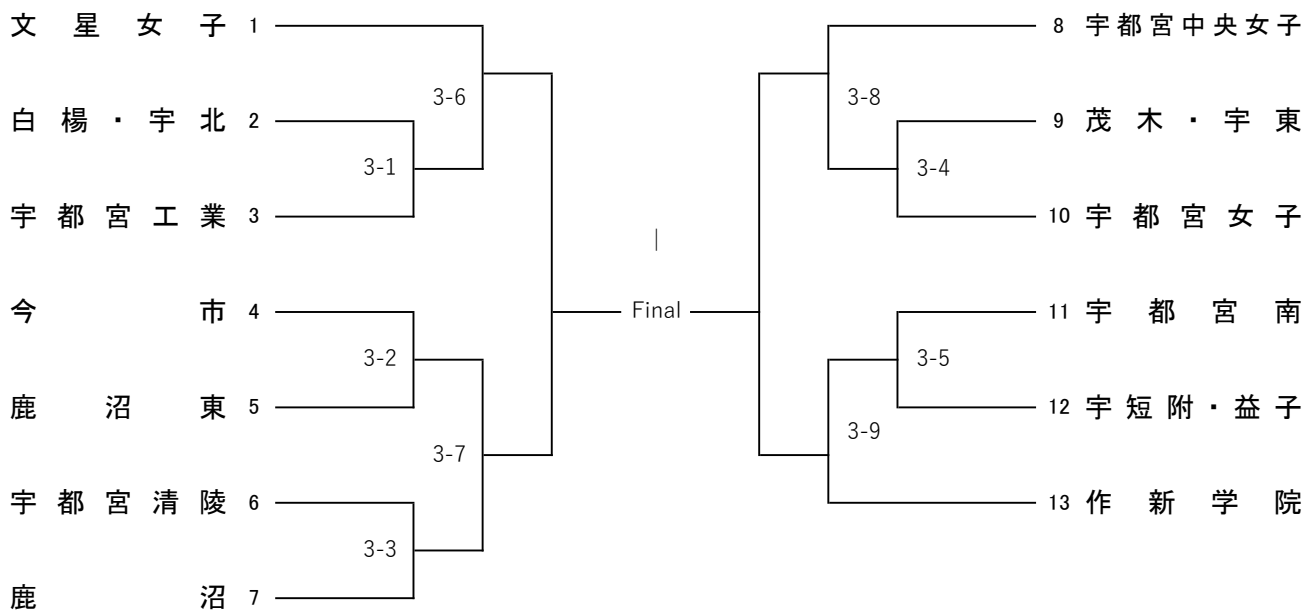 文星女子 1
3-6
白楊・宇北 2
3-1
宇都宮工業 3
今市 4
3-2
鹿沼東 5
3-7
宇都宮清陵 6
3-3
鹿沼 7
|
Final
8 宇都宮中央女子
3-8
9 茂木・宇東
3-4
10 宇都宮女子
11 宇都宮南
3-5
12 宇短附・益子
3-9
13 作新学院